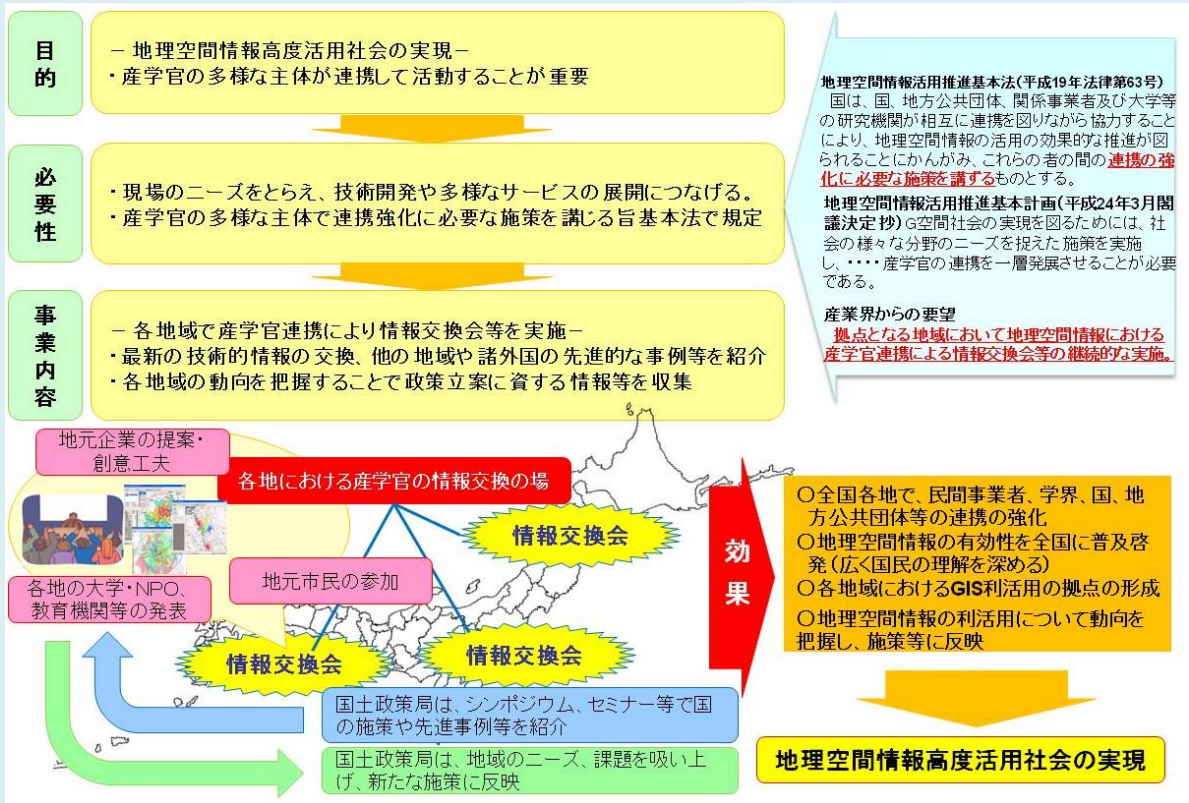 目的
－ 地理空間情報高度活用社会の実現－
・産学官の多様な主体が連携して活動することが重要
必要性
・現場のニーズをとらえ、技術開発や多様なサービスの展開につなげる。
・産学官の多様な主体で連携強化に必要な施策を講じる旨基本法で規定
事業内容
－ 各地域で産学官連携により情報交換会等を実施－
・最新の技術的情報の交換、他の地域や諸外国の先進的な事例等を紹介
・各地域の動向を把握することで政策立案に資する情報等を収集
地理空間情報活用推進基本法(平成19年法律第63号)
国は、国、地方公共団体、関係事業者及び大学等
の研究機関が相互に連携を図りながら協力すること
により、地理空間情報の活用の効果的な推進が図
られることにかんがみ、これらの者の間の連携の強
化に必要な施策を講ずるものとする。
地理空間情報活用推進基本計画(平成24年3月閣
議決定抄)G空間社会の実現を図るためには、社
会の様々な分野のニーズを捉えた施策を実施
し、・・・・産学官の連携を一層発展させることが必要
である。
産業界からの要望
拠点となる地域において地理空間情報における
産学官連携による情報交換会等の継続的な実施。
地元企業の提案・
創意工夫
各地における産学官の情報交換の場
情報交換会
地元市民の参加
各地の大学・NPO、
教育機関等の発表
情報交換会
情報交換会
国土政策局は、シンポジウム、セミナー等で国
の施策や先進事例等を紹介
国土政策局は、地域のニーズ、課題を吸い上
げ、新たな施策に反映
効果
○全国各地で、民間事業者、学界、国、地
方公共団体等の連携の強化
○地理空間情報の有効性を全国に普及啓
発(広く国民の理解を深める)
○各地域におけるGIS利活用の拠点の形成
○地理空間情報の利活用について動向を
把握し、施策等に反映
地理空間情報高度活用社会の実現